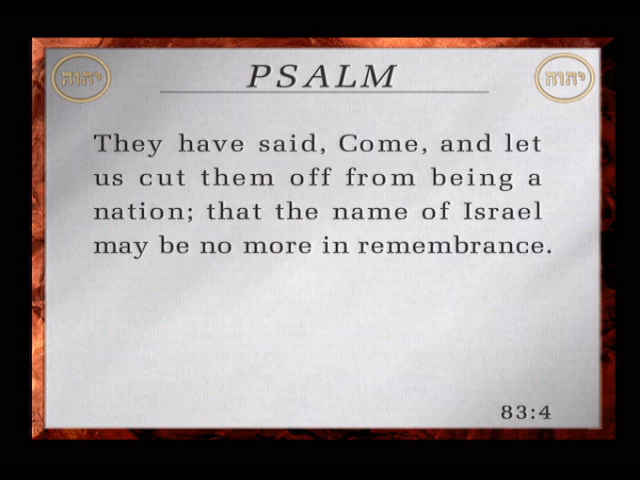 יהוה PSALM יהוה
They have said, Come, and let
us cut them off from being a
nation; that the name of Israel
may be no more in remembrance.
83:4